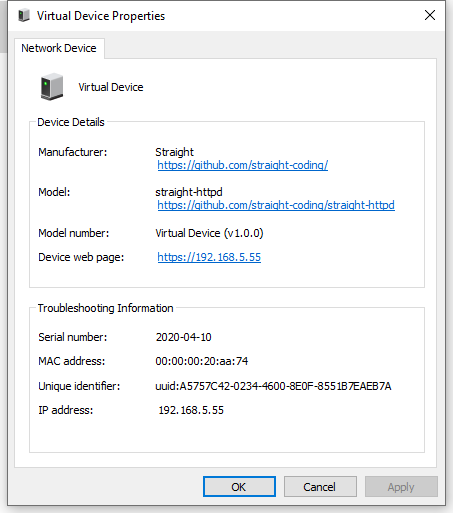 Virtual Device Properties
Network Device
Virtual Device
Device Details
Manufacturer: Straight
https://github.com/straight-coding/
Model: straight-httpd
https://github.com/straight-coding/straight-httpd
Model number: Virtual Device (v1.0.0)
Device web page: https://192.168.5.55
Troubleshooting Information
Serial number: 2020-04-10
MAC address: 00:00:00:20:aa:74
Unique identifier: uuid:A5757C42-0234-4600-8E0F-8551B7EAEB7A
IP address: 192.168.5.55
OK Cancel Apply